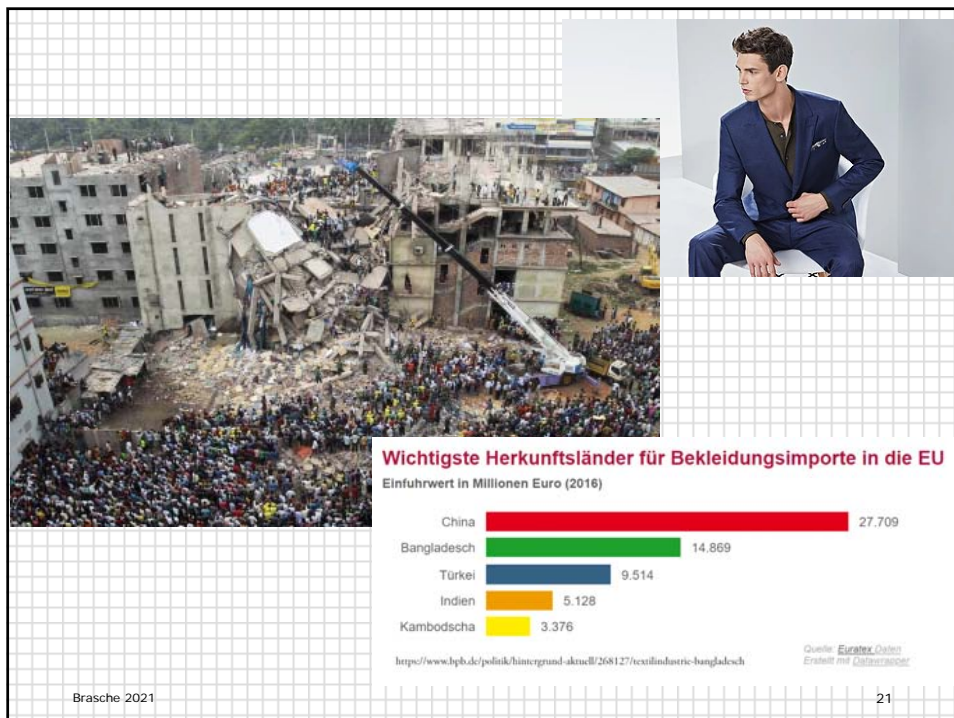 Wichtigste Herkunftsländer für Bekleidungsimporte in die EU
Einfuhrwert in Millionen Euro (2016)
China 27.709
Bangladesch 14.869
Türkei 9.514
Indien 5.128
Kambodscha 3.376
https://www.bpb.de/politik/hintergrund-aktuell/268127/textilindustrie-bangladesch
Quelle: Euratex Daten
Erstellt mit Datawrapper
Brasche 2021
21